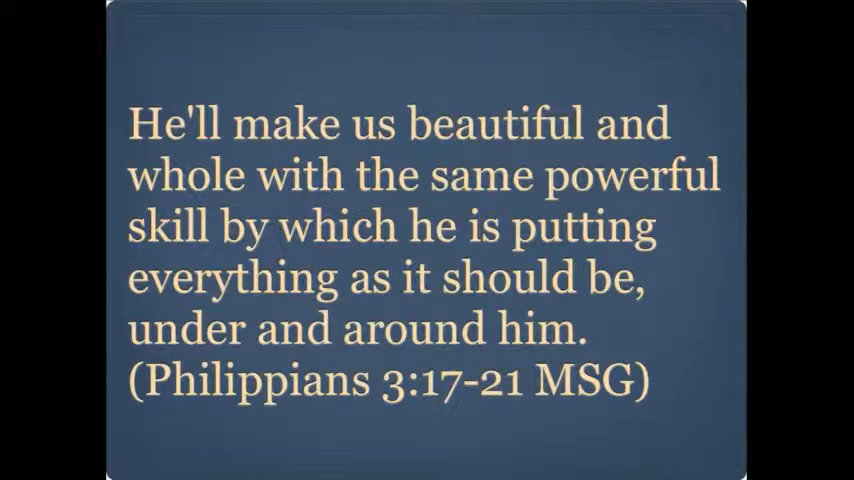 He'll make us beautiful and
whole with the same powerful
skill by which he is putting
everything as it should be,
under and around him.
(Philippians 3:17-21 MSG)